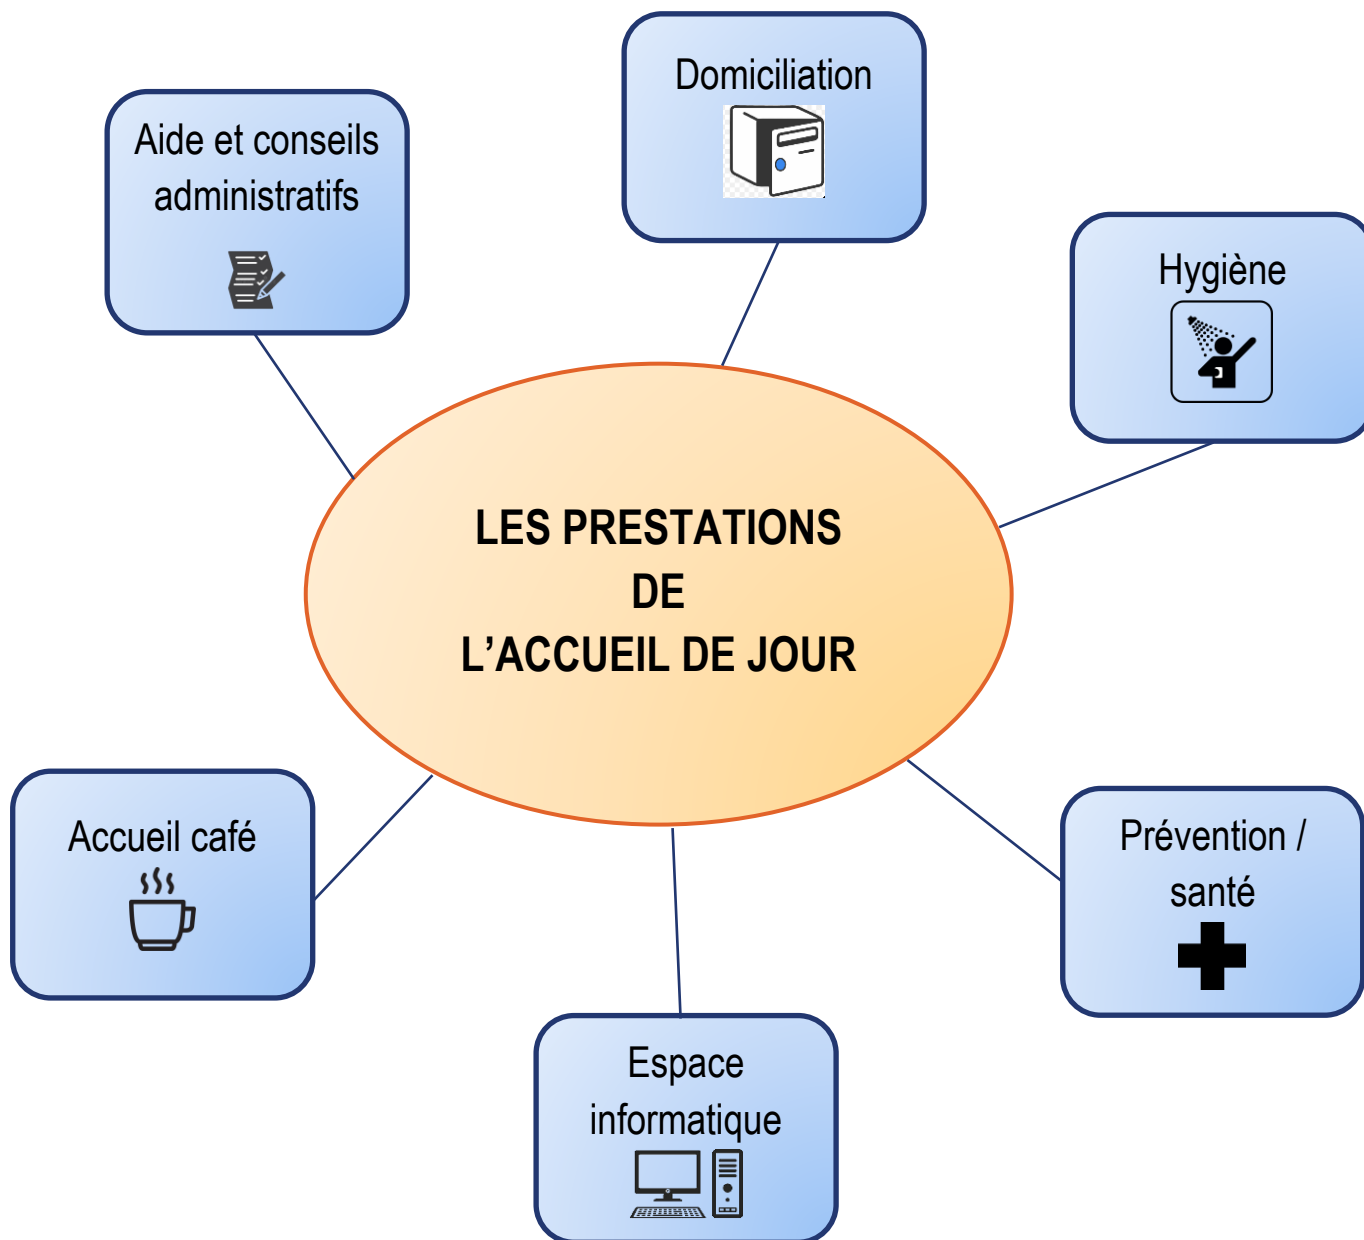 Domiciliation
Aide et conseils
administratifs
Hygiène
LES PRESTATIONS
DE
L’ACCUEIL DE JOUR
Accueil café
Prévention /
santé
Espace
informatique